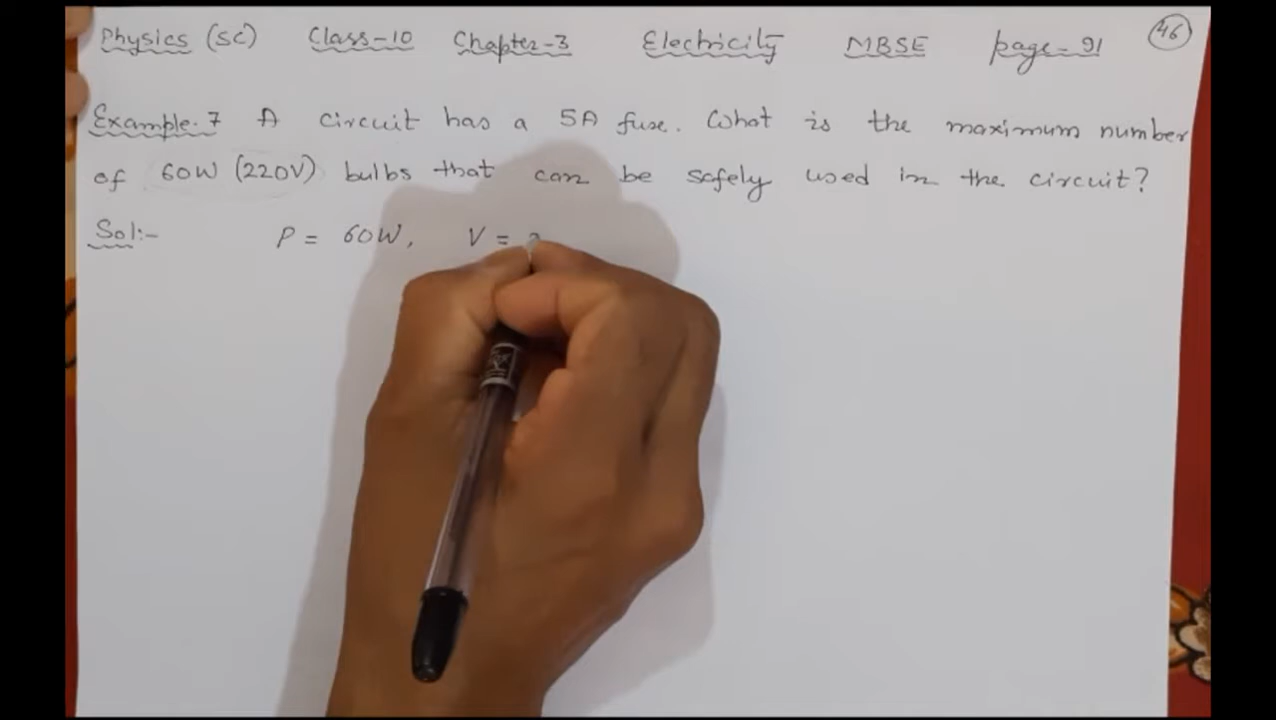 Physics (SC) Class-10 Chapter-3 Electricity MBSE page-91 46
Example-7 A circuit has a 5A fuse. What is the maximum number
of 60W (220V) bulbs that can be safely used in the circuit?
Sol:- P = 60W, V =